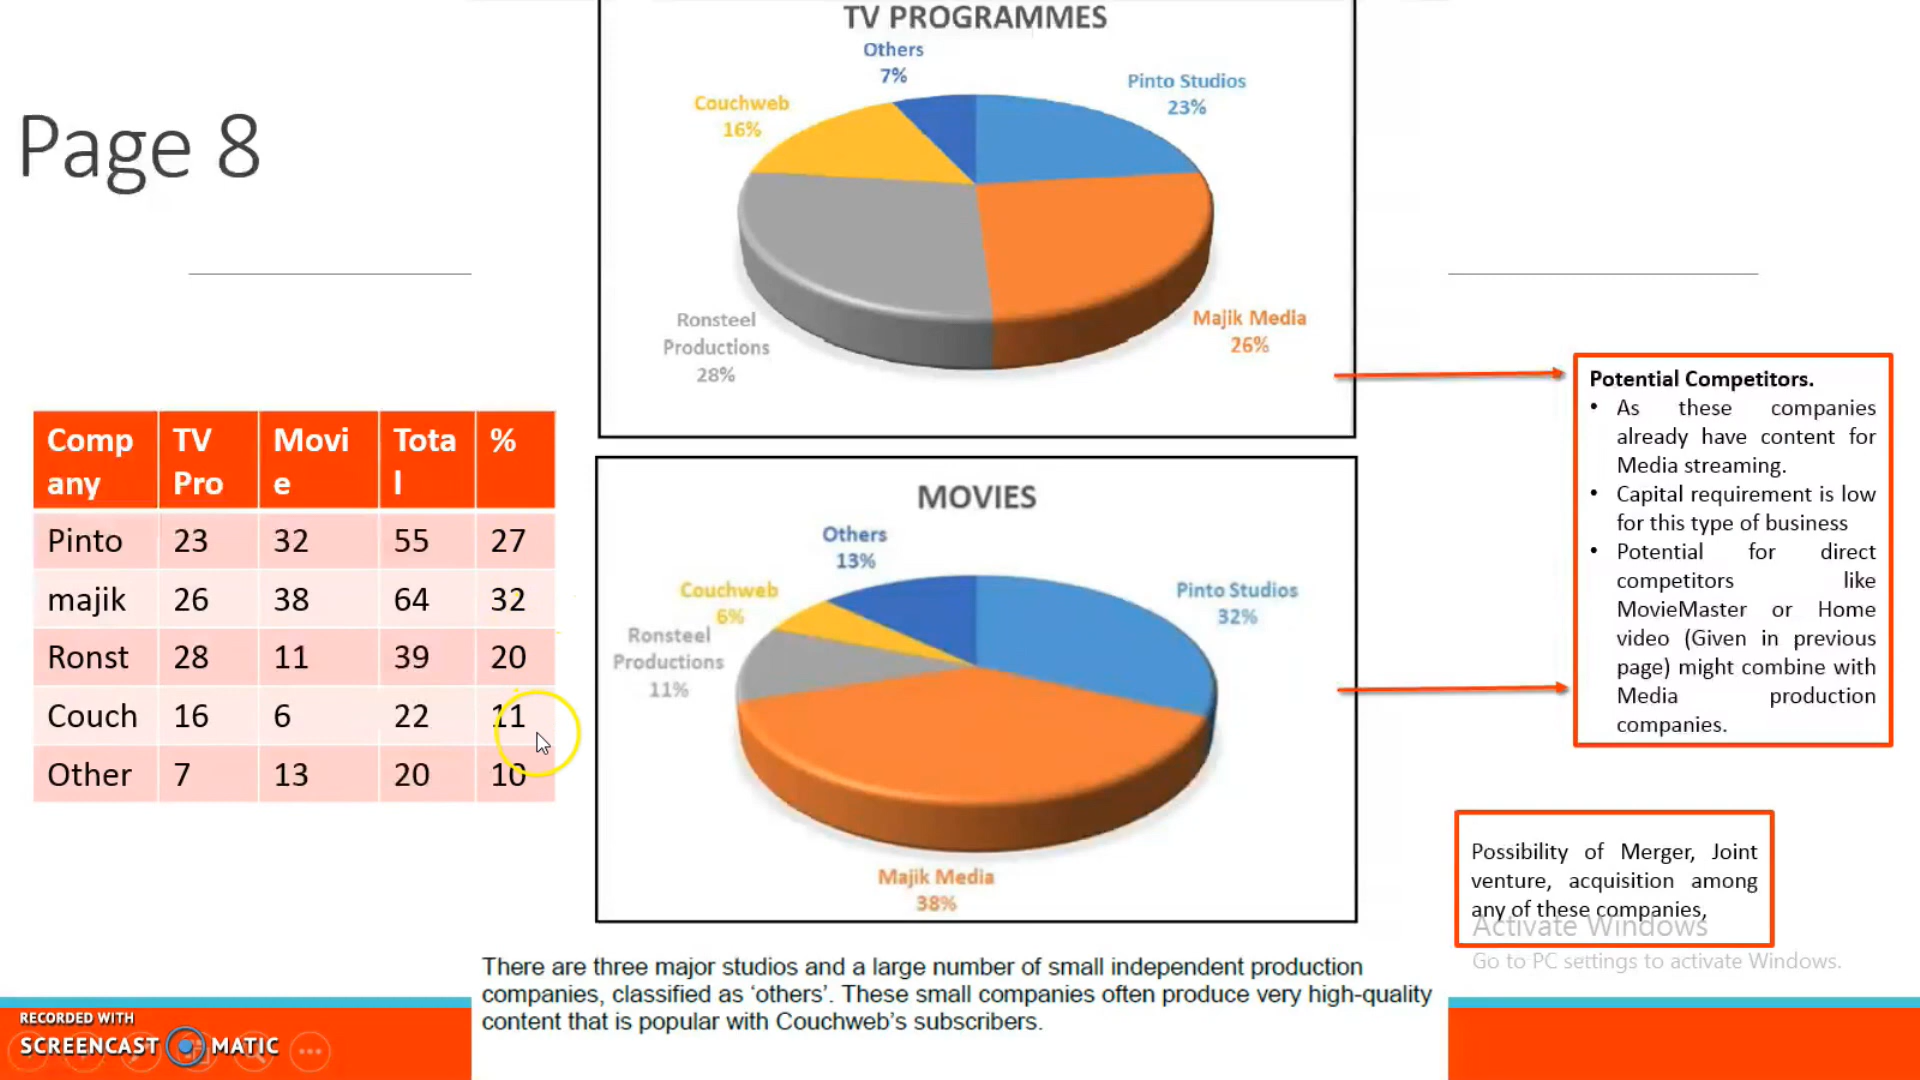 Page 8
TV PROGRAMMES
Others
7%
Pinto Studios
23%
Couchweb
16%
Ronsteel
Productions
28%
Majik Media
26%
Comp
any
TV
Pro
Movi
e
Tota
l
%
Pinto 23 32 55 27
majik 26 38 64 32
Ronst 28 11 39 20
Couch 16 6 22 11
Other 7 13 20 10
MOVIES
Others
13%
Pinto Studios
32%
Couchweb
6%
Ronsteel
Productions
11%
Majik Media
38%
Potential Competitors.
• As these companies
already have content for
Media streaming.
• Capital requirement is low
for this type of business
• Potential for direct
competitors like
MovieMaster or Home
video (Given in previous
page) might combine with
Media production
companies.
Possibility of Merger, Joint
venture, acquisition among
any of these companies,
Activate Windows
Go to PC settings to activate Windows.
There are three major studios and a large number of small independent production
companies, classified as ‘others’. These small companies often produce very high-quality
content that is popular with Couchweb’s subscribers.
RECORDED WITH
SCREENCAST MATIC